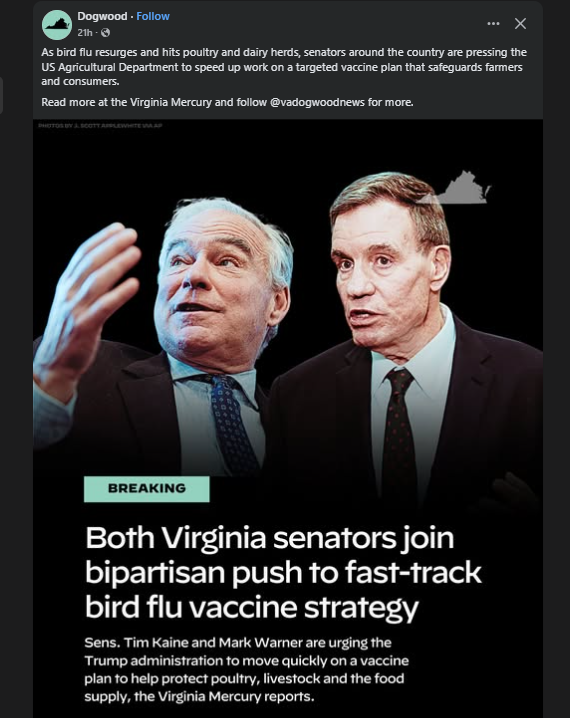 Dogwood · Follow
21h ·
As bird flu resurges and hits poultry and dairy herds, senators around the country are pressing the
US Agricultural Department to speed up work on a targeted vaccine plan that safeguards farmers
and consumers.
Read more at the Virginia Mercury and follow @vadogwoodnews for more.
PHOTOS BY J. SCOTT APPLEWHITE VIA AP
BREAKING
Both Virginia senators join
bipartisan push to fast-track
bird flu vaccine strategy
Sens. Tim Kaine and Mark Warner are urging the
Trump administration to move quickly on a vaccine
plan to help protect poultry, livestock and the food
supply, the Virginia Mercury reports.